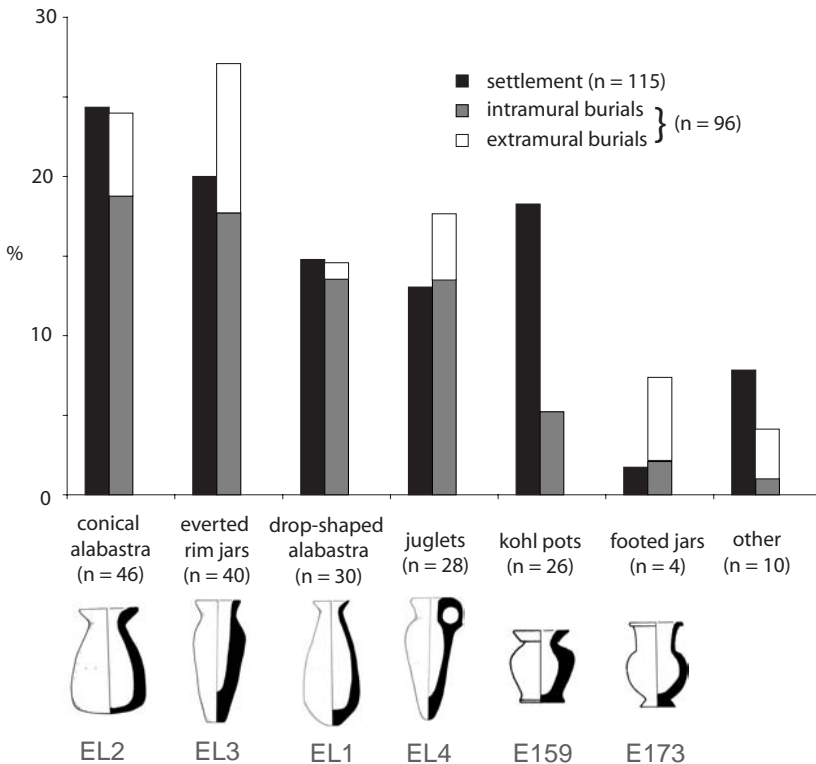 30
20
%
10
0
settlement (n = 115)
intramural burials
extramural burials
} (n = 96)
conical
alabastra
(n = 46)
everted
rim jars
(n = 40)
drop-shaped
alabastra
(n = 30)
juglets
(n = 28)
kohl pots
(n = 26)
footed jars
(n = 4)
other
(n = 10)
EL2
EL3
EL1
EL4
E159
E173